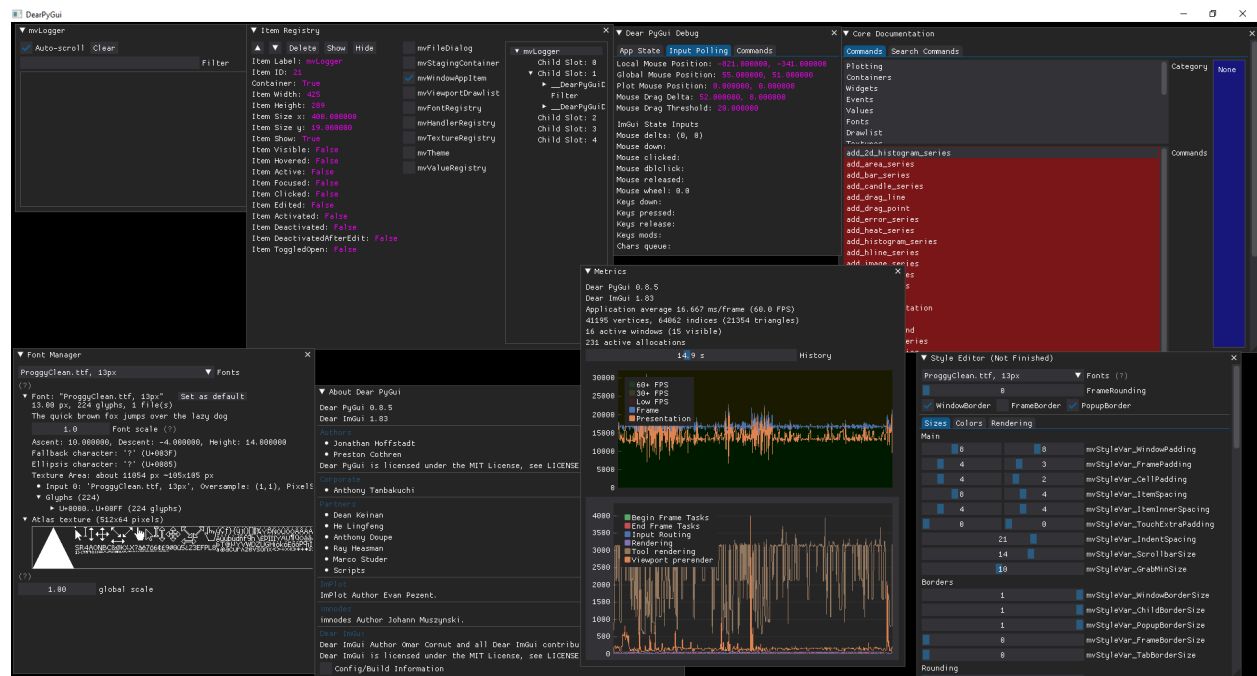 DearPyGui
mvLogger
Auto-scroll Clear
Filter
Item Registry
Delete Show Hide
Item Label: mvLogger
Item ID: 21
Container: True
Item Width: 425
Item Height: 209
Item Size x: 400.000000
Item Size y: 19.000000
Item Show: True
Item Visible: False
Item Hovered: False
Item Active: False
Item Focused: False
Item Clicked: False
Item Edited: False
Item Activated: False
Item Deactivated: False
Item DeactivatedAfterEdit: False
Item ToggledOpen: False
mvFileDialog
mvStagingContainer
mvWindowAppItem
mvViewportDrawlist
mvFontRegistry
mvHandlerRegistry
mvTextureRegistry
mvTheme
mvValueRegistry
mvLogger
Child Slot: 0
Child Slot: 1
__DearPyGuiD
Filter
__DearPyGuiD
Child Slot: 2
Child Slot: 3
Child Slot: 4
Dear PyGui Debug
App State Input Polling Commands
Local Mouse Position: -821.000000, -341.000000
Global Mouse Position: 55.000000, 51.000000
Plot Mouse Position: 0.000000, 0.000000
Mouse Drag Delta: 52.000000, 0.000000
Mouse Drag Threshold: 20.000000
ImGui State Inputs
Mouse delta: (0, 0)
Mouse down:
Mouse clicked:
Mouse dblclick:
Mouse released:
Mouse wheel: 0.0
Keys down:
Keys pressed:
Keys release:
Keys mods:
Chars queue:
Core Documentation
Commands Search Commands
Plotting
Containers
Widgets
Events
Values
Fonts
Drawlist
Textures
Category
None
add_2d_histogram_series
add_area_series
add_bar_series
add_candle_series
add_drag_line
add_drag_point
add_error_series
add_heat_series
add_histogram_series
add_hline_series
add_image_series
Commands
Metrics
Dear PyGui 0.8.5
Dear ImGui 1.83
Application average 16.667 ms/frame (60.0 FPS)
41195 vertices, 64062 indices (21354 triangles)
16 active windows (15 visible)
231 active allocations
14.9 s History
30000
25000
20000
15000
10000
5000
0
60+ FPS
30+ FPS
Low FPS
Frame
Presentation
4000
3500
3000
2500
2000
1500
1000
500
0
Begin Frame Tasks
End Frame Tasks
Input Routing
Rendering
Tool rendering
Viewport prerender
Font Manager
ProggyClean.ttf, 13px Fonts
(?)
Font: "ProggyClean.ttf, 13px" Set as default
13.00 px, 224 glyphs, 1 file(s)
The quick brown fox jumps over the lazy dog
1.0 Font scale (?)
Ascent: 10.000000, Descent: -4.000000, Height: 14.000000
Fallback character: '?' (U+003F)
Ellipsis character: '?' (U+0085)
Texture Area: about 11054 px ~105x105 px
Input 0: 'ProggyClean.ttf, 13px', Oversample: (1,1), PixelS
Glyphs (224)
U+0000..U+00FF (224 glyphs)
Atlas texture (512x64 pixels)
(?)
1.00 global scale
About Dear PyGui
Dear PyGui 0.8.5
Dear ImGui 1.83
Authors
Jonathan Hoffstadt
Preston Cothren
Dear PyGui is licensed under the MIT License, see LICENSE
Corporate
Anthony Tanbakuchi
Partners
Dean Keinan
He Lingfeng
Anthony Doupe
Ray Heasman
Marco Studer
Scripts
ImPlot
ImPlot Author Evan Pezent.
imnodes
imnodes Author Johann Muszynski.
Dear ImGui
Dear ImGui Author Omar Cornut and all Dear ImGui contribu
Dear ImGui is licensed under the MIT License, see LICENSE
Config/Build Information
Style Editor (Not Finished)
ProggyClean.ttf, 13px Fonts (?)
0 FrameRounding
WindowBorder FrameBorder PopupBorder
Sizes Colors Rendering
Main
8 8 mvStyleVar_WindowPadding
4 3 mvStyleVar_FramePadding
4 2 mvStyleVar_CellPadding
8 4 mvStyleVar_ItemSpacing
4 4 mvStyleVar_ItemInnerSpacing
0 0 mvStyleVar_TouchExtraPadding
21 mvStyleVar_IndentSpacing
14 mvStyleVar_ScrollbarSize
10 mvStyleVar_GrabMinSize
Borders
1 mvStyleVar_WindowBorderSize
1 mvStyleVar_ChildBorderSize
1 mvStyleVar_PopupBorderSize
0 mvStyleVar_FrameBorderSize
0 mvStyleVar_TabBorderSize
Rounding